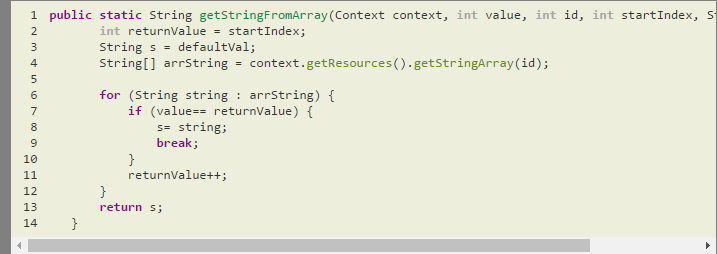 1 public static String getStringFromArray(Context context, int value, int id, int startIndex,
2 int returnValue = startIndex;
3 String s = defaultVal;
4 String[] arrString = context.getResources().getStringArray(id);
5
6 for (String string : arrString) {
7 if (value== returnValue) {
8 s= string;
9 break;
10 }
11 returnValue++;
12 }
13 return s;
14 }